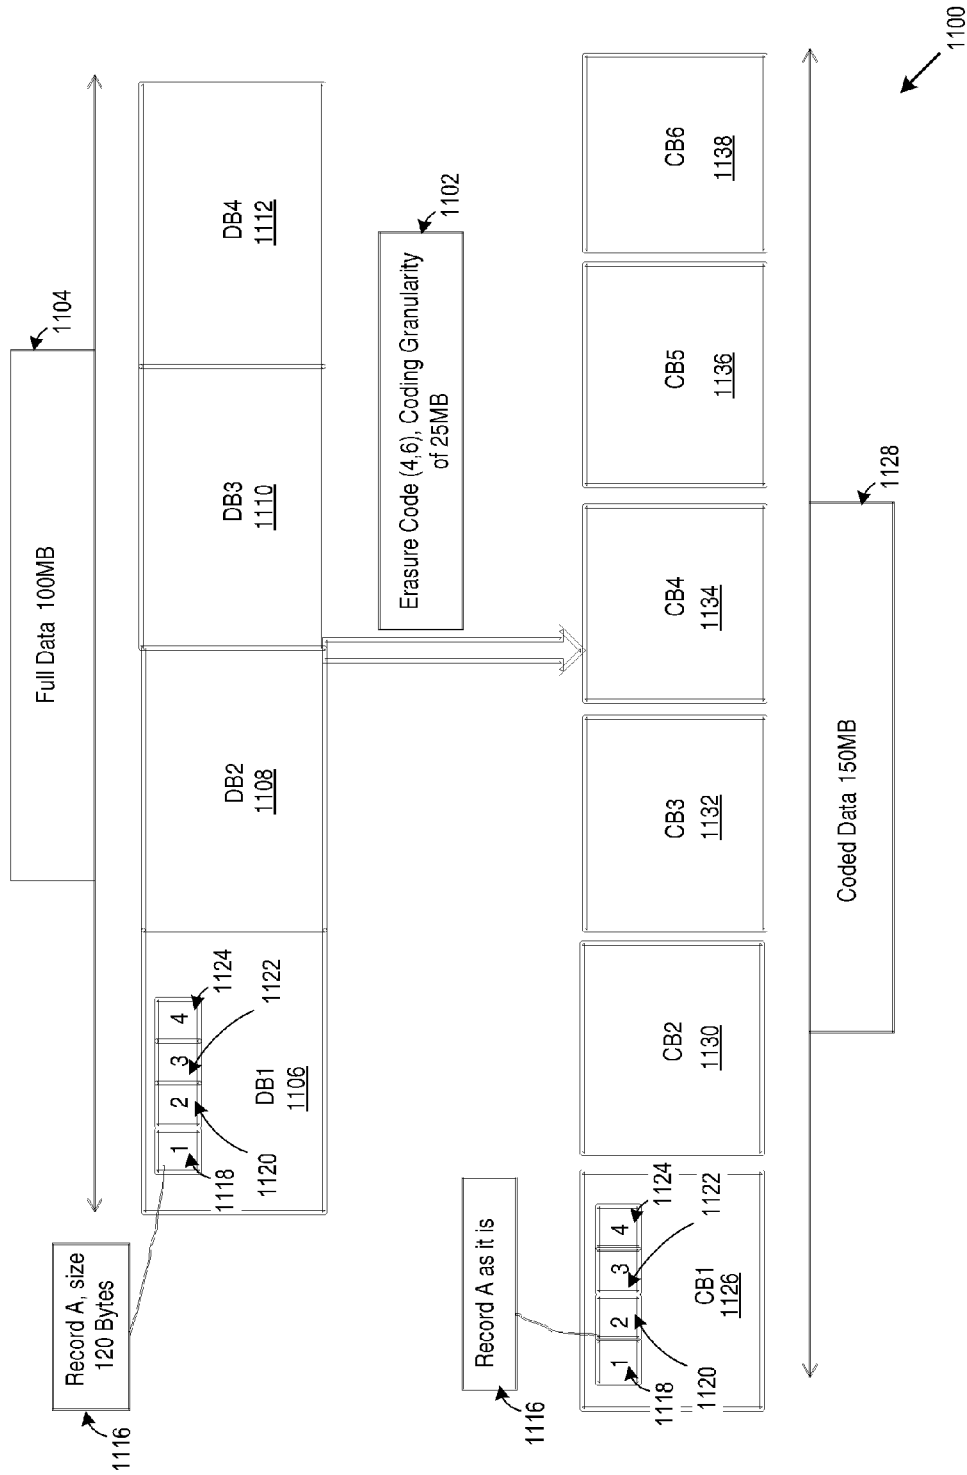 Full Data 100MB
1104
Record A, size
120 Bytes
1116
1
2
3
4
1118
1120
1122
1124
DB1
1106
DB2
1108
DB3
1110
DB4
1112
Erasure Code (4,6), Coding Granularity
of 25MB
1102
Record A as it is
1116
1
2
3
4
1118
1120
1122
1124
CB1
1126
CB2
1130
CB3
1132
CB4
1134
CB5
1136
CB6
1138
Coded Data 150MB
1128
1100